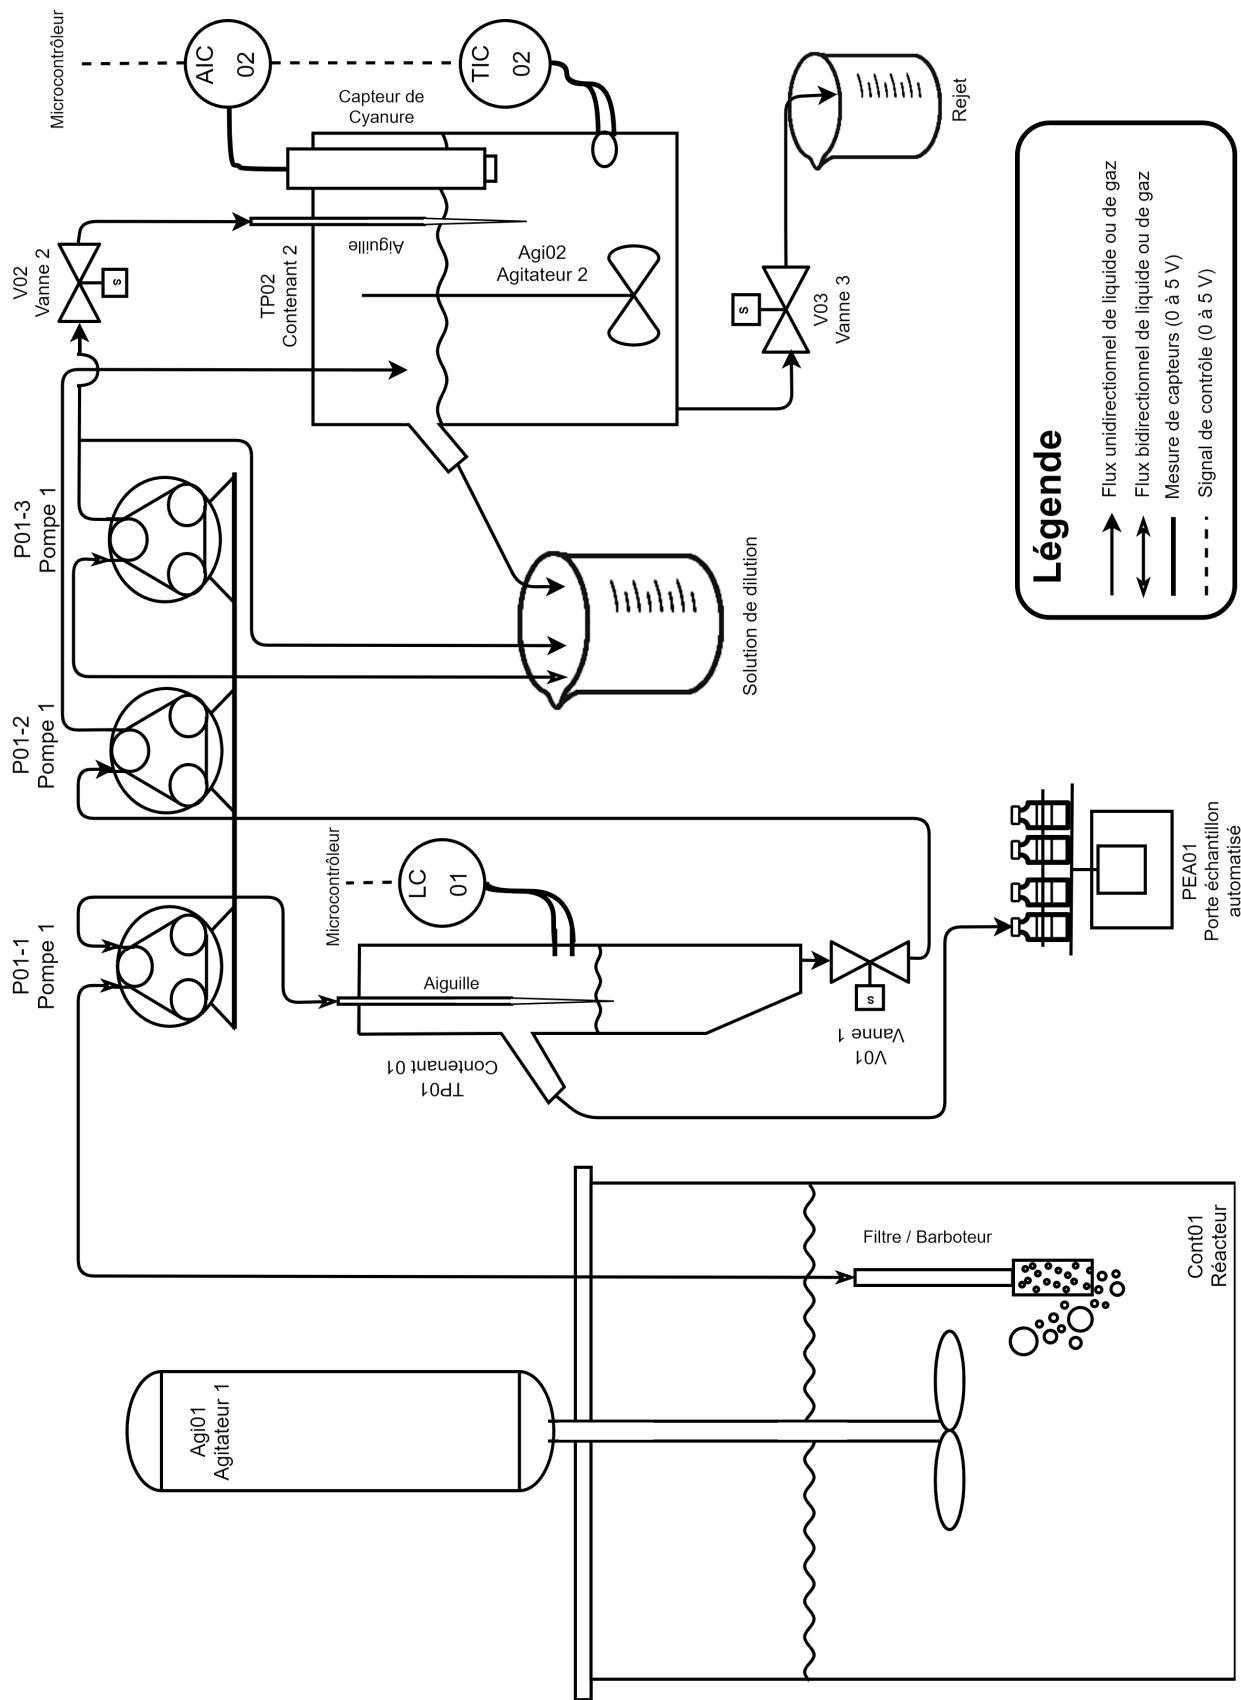 Microcontrôleur
AIC
02
TIC
02
Capteur de
Cyanure
V02
Vanne 2
s
Aiguille
TP02
Contenant 2
Agi02
Agitateur 2
s
V03
Vanne 3
Rejet
P01-3
Pompe 1
P01-2
Pompe 1
P01-1
Pompe 1
Solution de dilution
Légende
Flux unidirectionnel de liquide ou de gaz
Flux bidirectionnel de liquide ou de gaz
Mesure de capteurs (0 à 5 V)
Signal de contrôle (0 à 5 V)
Microcontrôleur
LC
01
Aiguille
TP01
Contenant 01
s
V01
Vanne 1
PEA01
Porte échantillon
automatisé
Agi01
Agitateur 1
Filtre / Barboteur
Cont01
Réacteur